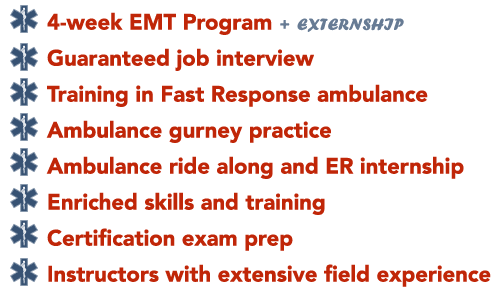 4-week EMT Program + EXTERNSHIP
Guaranteed job interview
Training in Fast Response ambulance
Ambulance gurney practice
Ambulance ride along and ER internship
Enriched skills and training
Certification exam prep
Instructors with extensive field experience